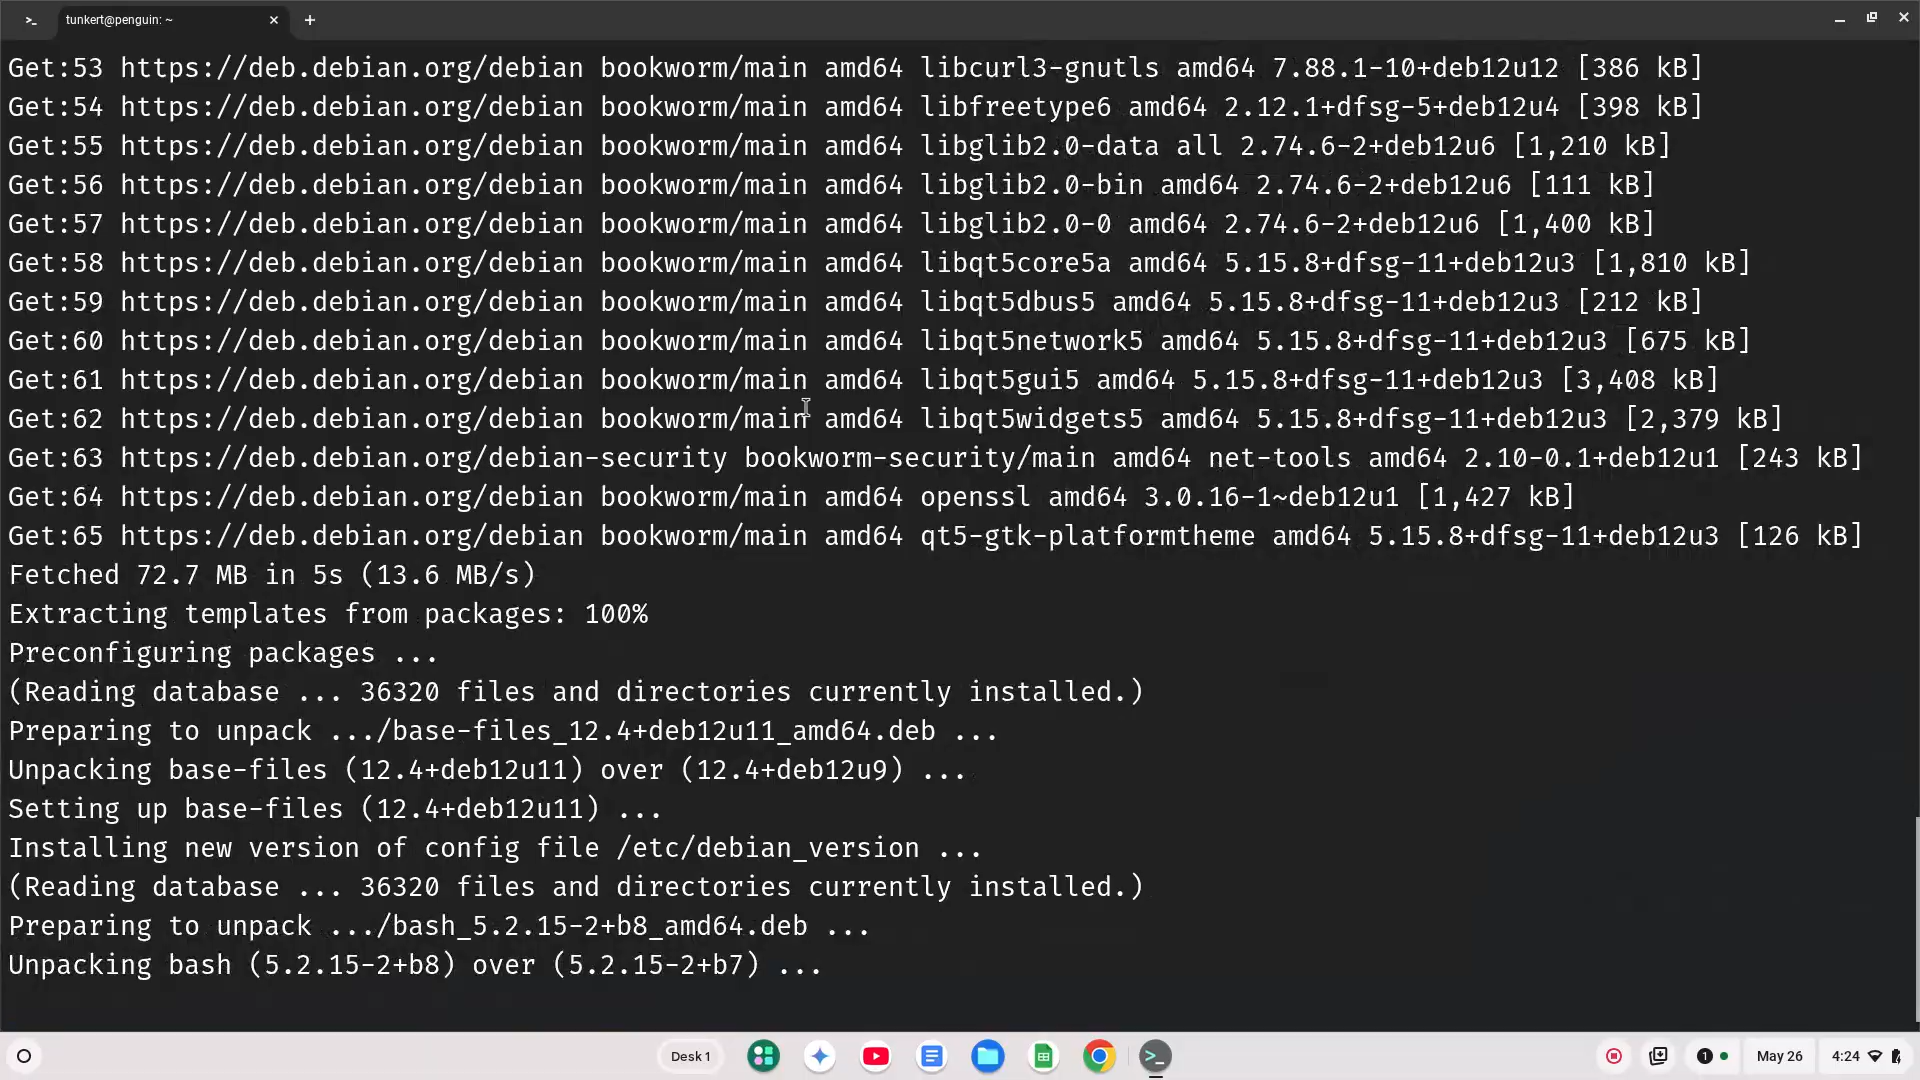 tunkert@penguin: ~
Get:53 https://deb.debian.org/debian bookworm/main amd64 libcurl3-gnutls amd64 7.88.1-10+deb12u12 [386 kB]
Get:54 https://deb.debian.org/debian bookworm/main amd64 libfreetype6 amd64 2.12.1+dfsg-5+deb12u4 [398 kB]
Get:55 https://deb.debian.org/debian bookworm/main amd64 libglib2.0-data all 2.74.6-2+deb12u6 [1,210 kB]
Get:56 https://deb.debian.org/debian bookworm/main amd64 libglib2.0-bin amd64 2.74.6-2+deb12u6 [111 kB]
Get:57 https://deb.debian.org/debian bookworm/main amd64 libglib2.0-0 amd64 2.74.6-2+deb12u6 [1,400 kB]
Get:58 https://deb.debian.org/debian bookworm/main amd64 libqt5core5a amd64 5.15.8+dfsg-11+deb12u3 [1,810 kB]
Get:59 https://deb.debian.org/debian bookworm/main amd64 libqt5dbus5 amd64 5.15.8+dfsg-11+deb12u3 [212 kB]
Get:60 https://deb.debian.org/debian bookworm/main amd64 libqt5network5 amd64 5.15.8+dfsg-11+deb12u3 [675 kB]
Get:61 https://deb.debian.org/debian bookworm/main amd64 libqt5gui5 amd64 5.15.8+dfsg-11+deb12u3 [3,408 kB]
Get:62 https://deb.debian.org/debian bookworm/main amd64 libqt5widgets5 amd64 5.15.8+dfsg-11+deb12u3 [2,379 kB]
Get:63 https://deb.debian.org/debian-security bookworm-security/main amd64 net-tools amd64 2.10-0.1+deb12u1 [243 kB]
Get:64 https://deb.debian.org/debian bookworm/main amd64 openssl amd64 3.0.16-1~deb12u1 [1,427 kB]
Get:65 https://deb.debian.org/debian bookworm/main amd64 qt5-gtk-platformtheme amd64 5.15.8+dfsg-11+deb12u3 [126 kB]
Fetched 72.7 MB in 5s (13.6 MB/s)
Extracting templates from packages: 100%
Preconfiguring packages ...
(Reading database ... 36320 files and directories currently installed.)
Preparing to unpack .../base-files_12.4+deb12u11_amd64.deb ...
Unpacking base-files (12.4+deb12u11) over (12.4+deb12u9) ...
Setting up base-files (12.4+deb12u11) ...
Installing new version of config file /etc/debian_version ...
(Reading database ... 36320 files and directories currently installed.)
Preparing to unpack .../bash_5.2.15-2+b8_amd64.deb ...
Unpacking bash (5.2.15-2+b8) over (5.2.15-2+b7) ...
Desk 1
1
May 26
4:24